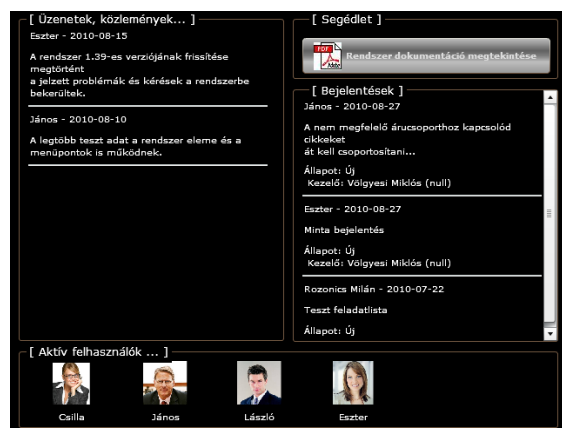 [ Üzenetek, közlemények... ]
Eszter - 2010-08-15
A rendszer 1.39-es verziójának frissítése
megtörtént
a jelzett problémák és kérések a rendszerbe
bekerültek.
János - 2010-08-10
A legtöbb teszt adat a rendszer eleme és a
menüpontok is működnek.
[ Segédlet ]
PDF
Adobe
Rendszer dokumentáció megtekintése
[ Bejelentések ]
János - 2010-08-27
A nem megfelelő árucsoporthoz kapcsolód
cikkeket
át kell csoportosítani...
Állapot: Új
Kezelő: Völgyesi Miklós (null)
Eszter - 2010-08-27
Minta bejelentés
Állapot: Új
Kezelő: Völgyesi Miklós (null)
Rozonics Milán - 2010-07-22
Teszt feladatlista
Állapot: Új
[ Aktív felhasználók ... ]
Csilla
János
László
Eszter